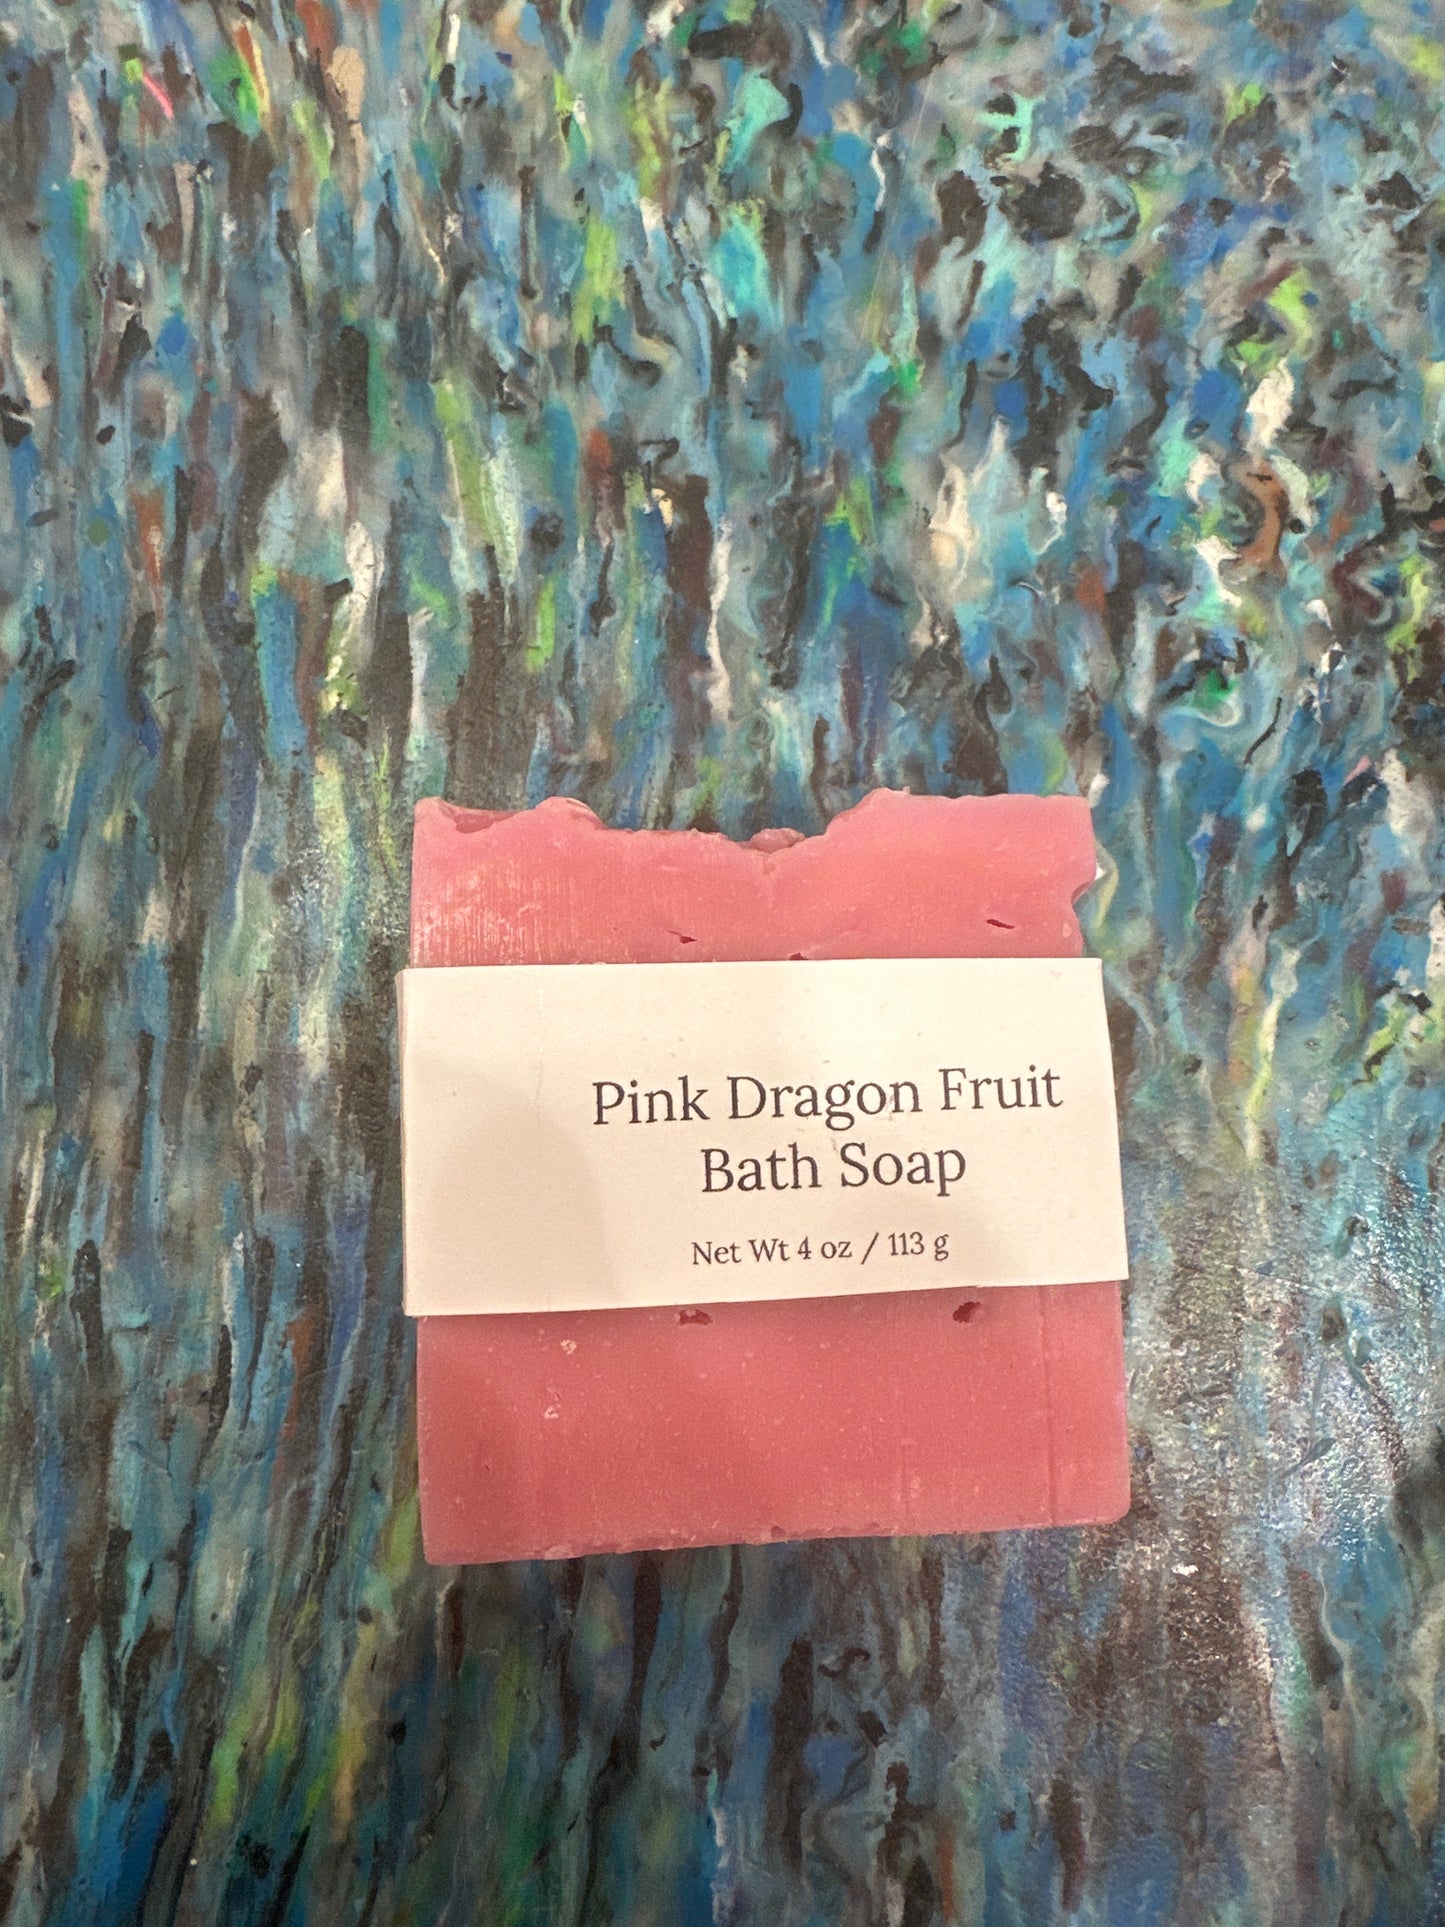 Pink Dragon Fruit
Bath Soap
Net Wt 4 oz / 113 g